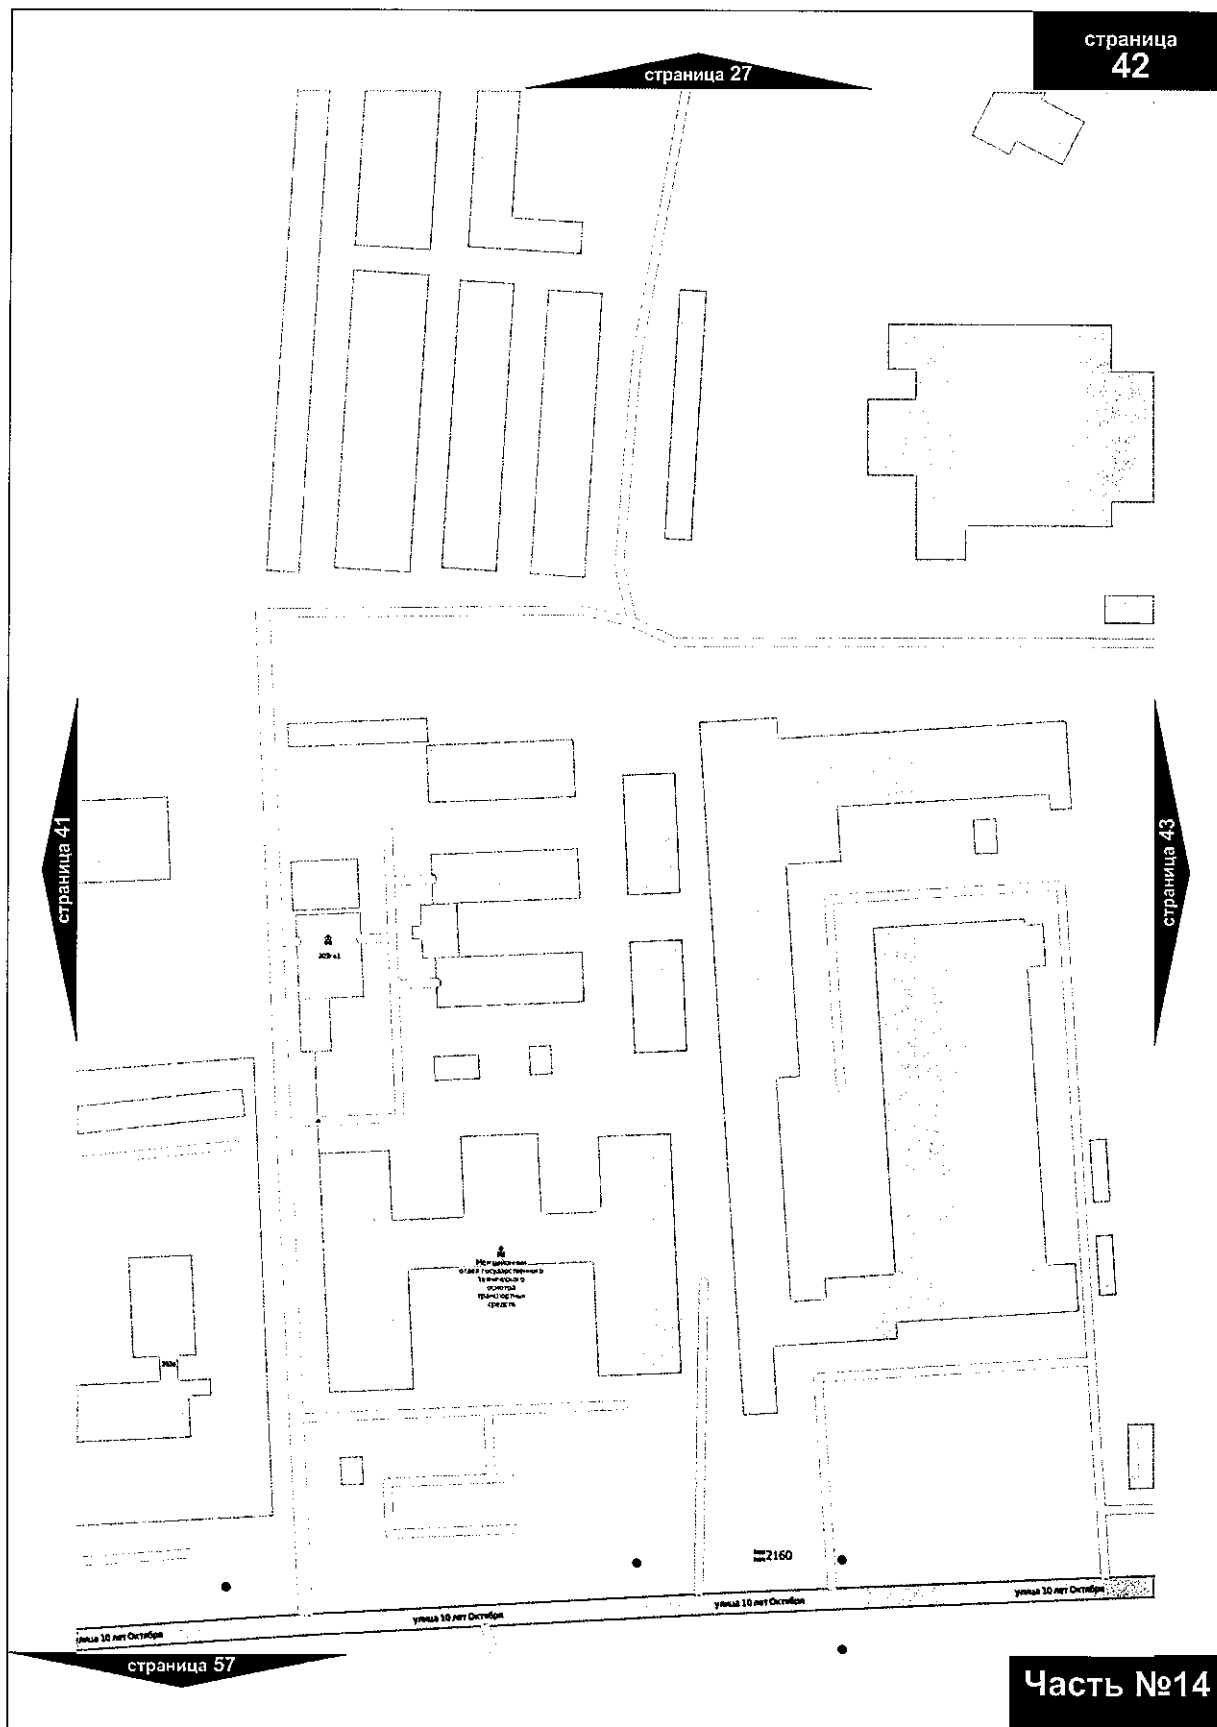 страница
42
страница 27
страница 41
страница 43
Межрайонный
отдел государственного
технического
осмотра
транспортных
средств
2160
улица 10 лет Октября
улица 10 лет Октября
улица 10 лет Октября
улица 10 лет Октября
страница 57
Часть №14